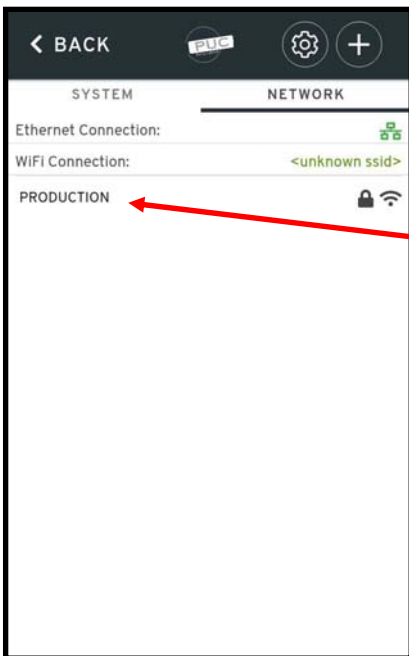 BACK PUC
SYSTEM NETWORK
Ethernet Connection:
WiFi Connection: <unknown ssid>
PRODUCTION